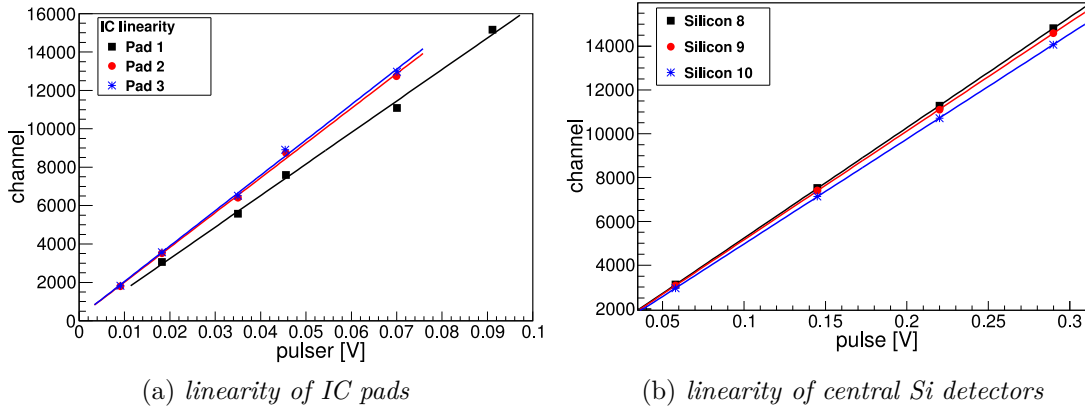 IC linearity
Pad 1
Pad 2
Pad 3
channel
16000
14000
12000
10000
8000
6000
4000
2000
0
0 0.01 0.02 0.03 0.04 0.05 0.06 0.07 0.08 0.09 0.1
pulser [V]
(a) linearity of IC pads
Silicon 8
Silicon 9
Silicon 10
channel
14000
12000
10000
8000
6000
4000
2000
0.05 0.1 0.15 0.2 0.25 0.3
pulse [V]
(b) linearity of central Si detectors